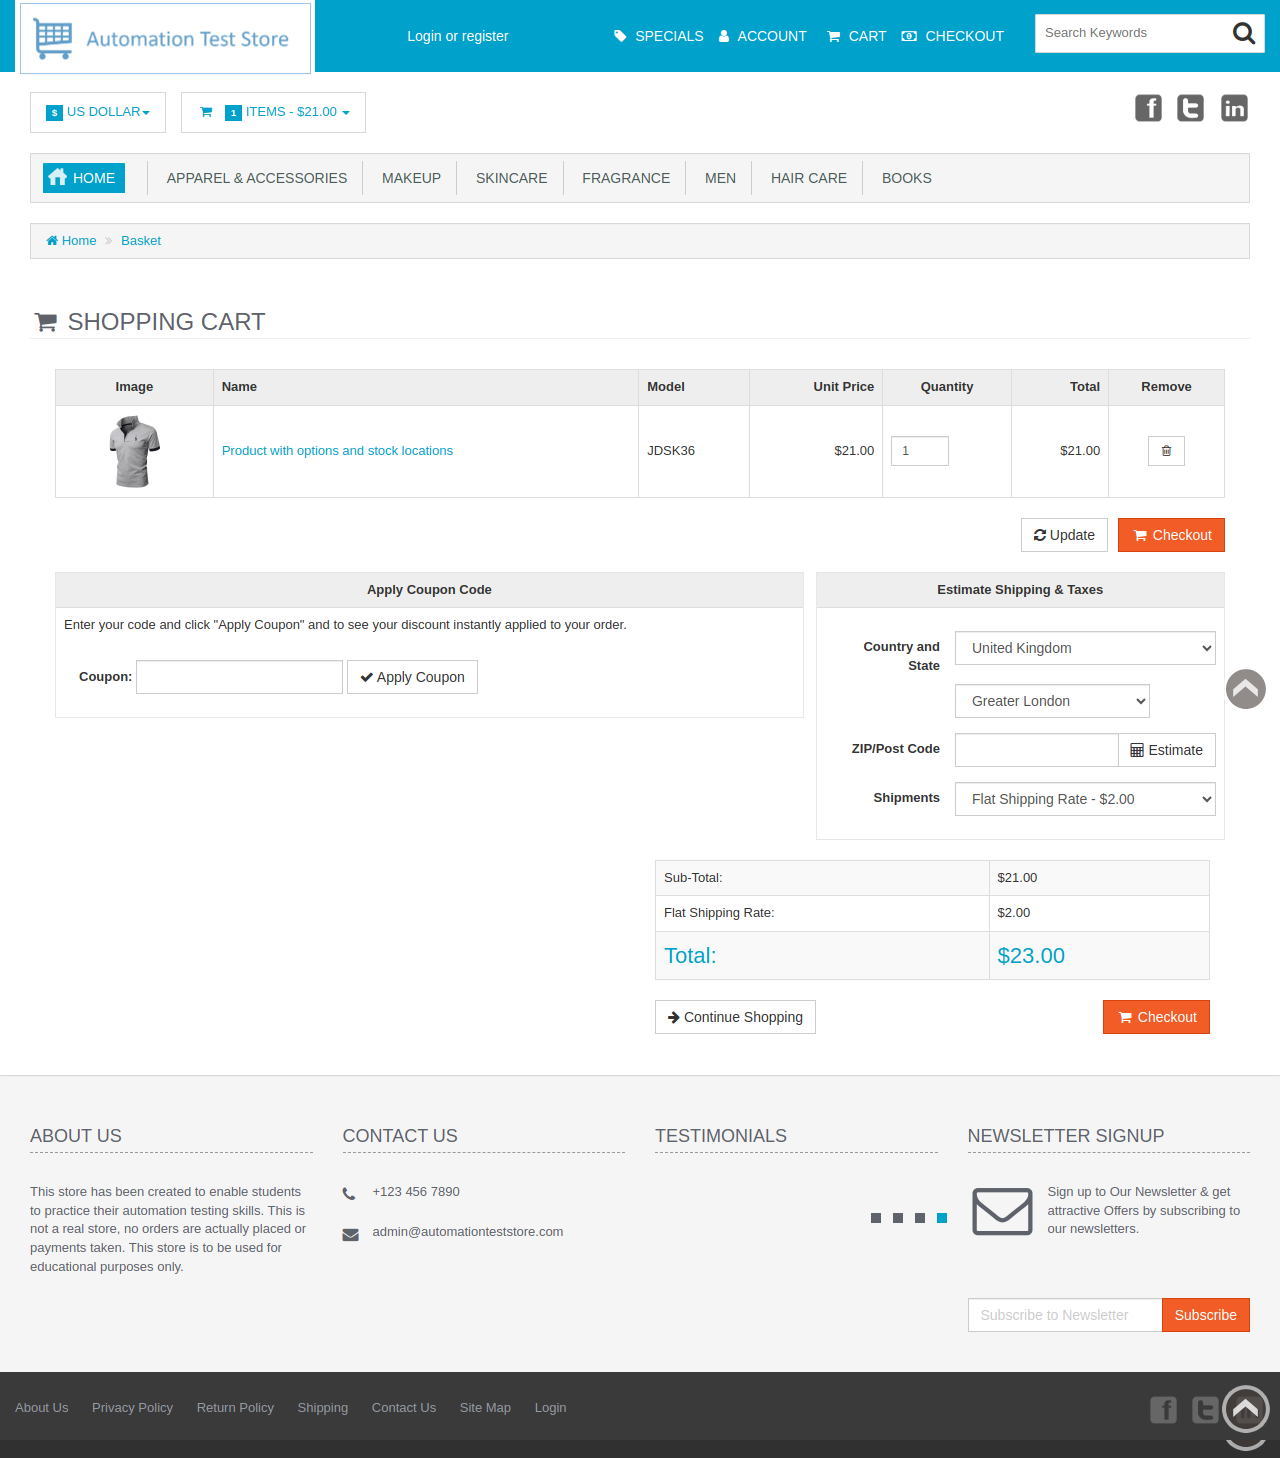 Automation Test Store
Login or register
SPECIALS
ACCOUNT
CART
CHECKOUT
Search Keywords
$ US DOLLAR
1 ITEMS - $21.00
HOME
APPAREL & ACCESSORIES
MAKEUP
SKINCARE
FRAGRANCE
MEN
HAIR CARE
BOOKS
Home
Basket
SHOPPING CART
Image Name Model Unit Price Quantity Total Remove
Product with options and stock locations JDSK36 $21.00 1 $21.00
Update
Checkout
Apply Coupon Code
Enter your code and click "Apply Coupon" and to see your discount instantly applied to your order.
Coupon:
Apply Coupon
Estimate Shipping & Taxes
Country and
State
United Kingdom
Greater London
ZIP/Post Code
Estimate
Shipments
Flat Shipping Rate - $2.00
Sub-Total: $21.00
Flat Shipping Rate: $2.00
Total: $23.00
Continue Shopping
Checkout
ABOUT US
This store has been created to enable students
to practice their automation testing skills. This is
not a real store, no orders are actually placed or
payments taken. This store is to be used for
educational purposes only.
CONTACT US
+123 456 7890
admin@automationteststore.com
TESTIMONIALS
NEWSLETTER SIGNUP
Sign up to Our Newsletter & get
attractive Offers by subscribing to
our newsletters.
Subscribe to Newsletter
Subscribe
About Us
Privacy Policy
Return Policy
Shipping
Contact Us
Site Map
Login